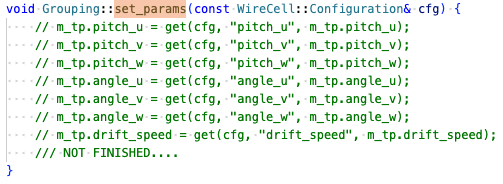 void Grouping::set_params(const WireCell::Configuration& cfg) {
    // m_tp.pitch_u = get(cfg, "pitch_u", m_tp.pitch_u);
    // m_tp.pitch_v = get(cfg, "pitch_v", m_tp.pitch_v);
    // m_tp.pitch_w = get(cfg, "pitch_w", m_tp.pitch_w);
    // m_tp.angle_u = get(cfg, "angle_u", m_tp.angle_u);
    // m_tp.angle_v = get(cfg, "angle_v", m_tp.angle_v);
    // m_tp.angle_w = get(cfg, "angle_w", m_tp.angle_w);
    // m_tp.drift_speed = get(cfg, "drift_speed", m_tp.drift_speed);
    /// NOT FINISHED....
}